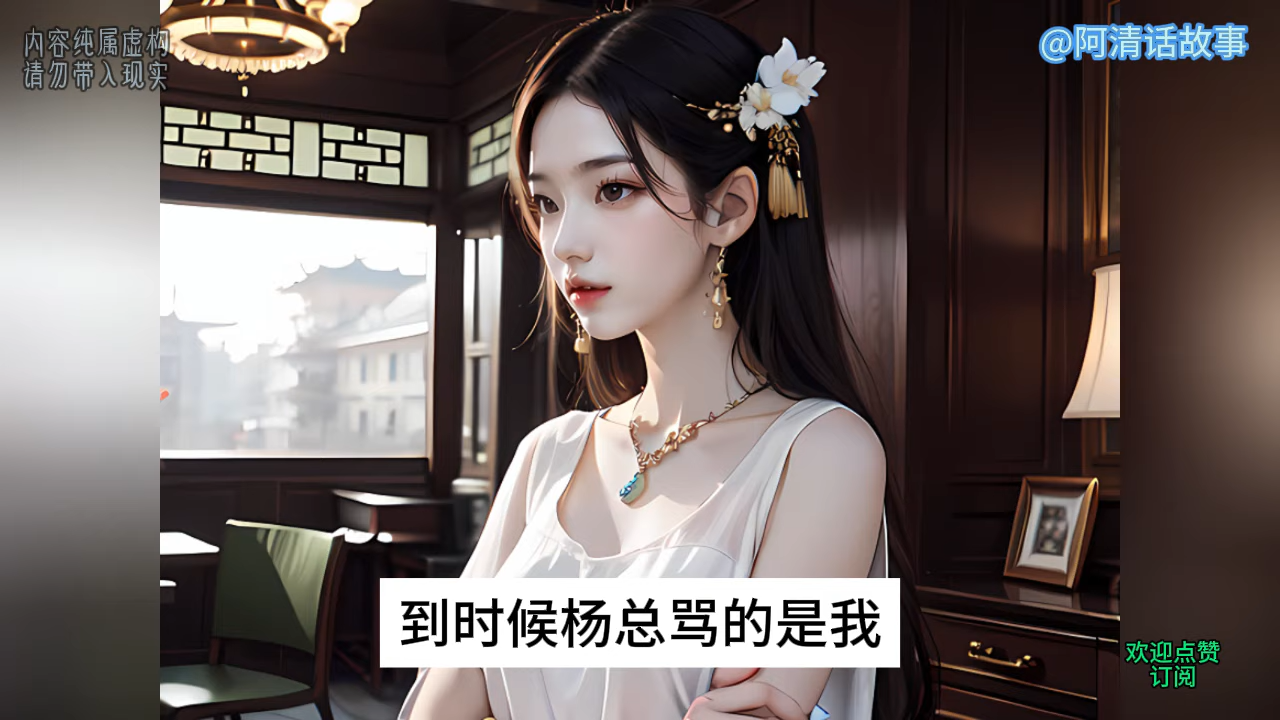 内容纯属虚构
请勿带入现实
@阿清话故事
到时候杨总骂的是我
欢迎点赞
订阅